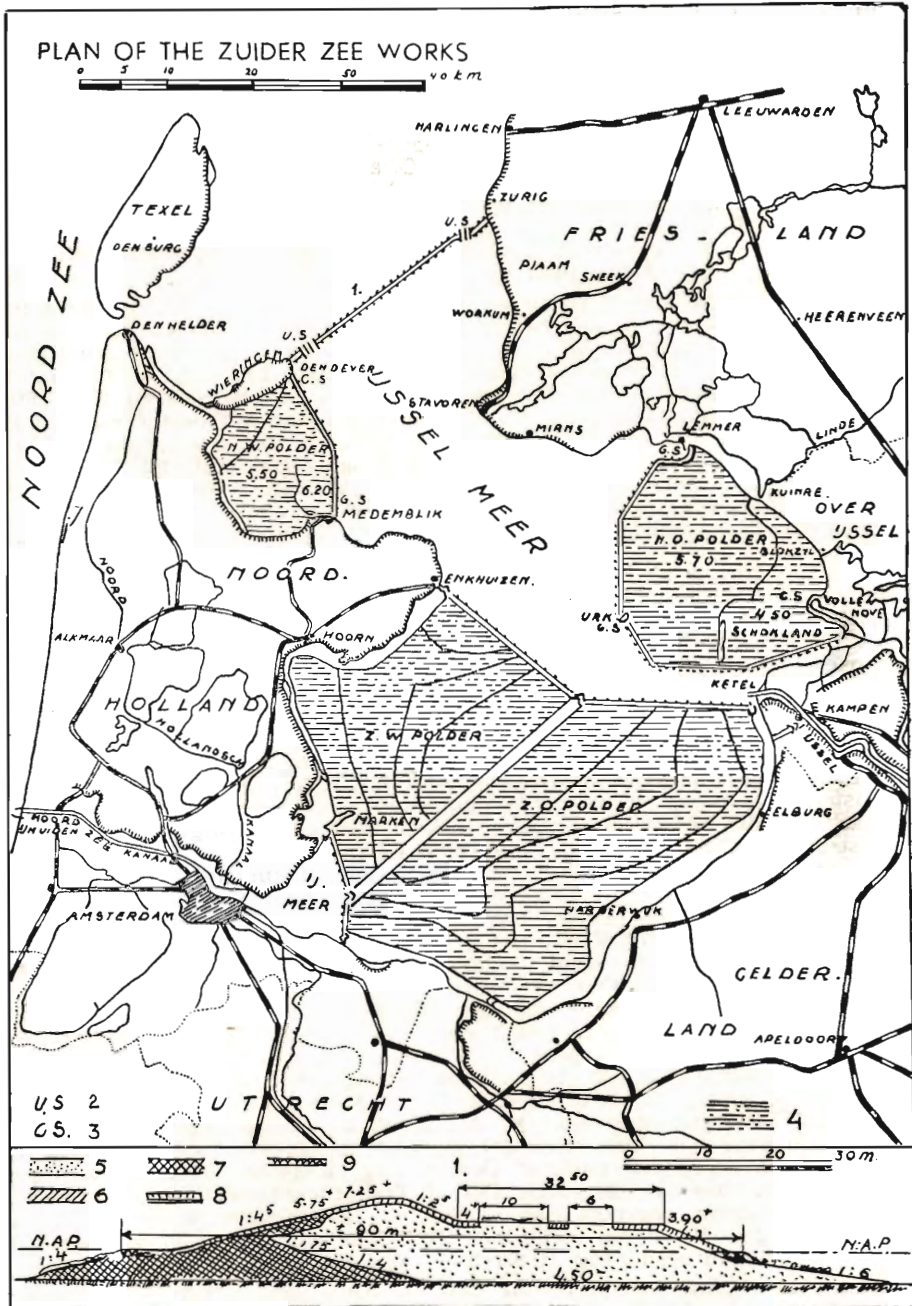 PLAN OF THE ZUIDER ZEE WORKS
0 5 10 20 50 40 km
HARLINGEN
LEEUWARDEN
TEXEL
DEN BURG
ZURIG
U.S
FRIES - LAND
NOORD ZEE
PIAAM
SNEEK
1.
WORKUM
HEERENVEEN
DEN HELDER
U.S
WIERINGEN
DEN OEVER
G.S
IJSSEL MEER
STAVOREN
MIRNS
LEMMER
LINDE
G.S
N.W. POLDER
5.50
6.20
G.S
MEDEMBLIK
KUINRE.
OVER IJSSEL
N.O. POLDER
5.70
BLOKZYL
NOORD.
ENKHUIZEN.
G.S
VOLLENHOVE
4.50
URK
G.S
SCHOKLAND
NOORD
ALKMAAR
HOORN
KETEL
KAMPEN
HOLLAND
HOLLANDSCH
KANAAL
IJSSEL
Z.W. POLDER
Z.O. POLDER
ELBURG
MARKEN
NOORD ZEE KANAAL
IJMUIDEN
IJ. MEER
AMSTERDAM
HARDERWIJK
GELDER.
LAND
APELDOORN
U.S 2
G.S. 3
UTRECHT
4
5 7 9 1.
0 10 20 30 m.
6 8
32 50
7.25+
5.75+
1:2 5
4+
10
6
3.90+
1:4 5
± 90 m
N.A.P.
N.A.P.
1:4
1:1.75
4.50-
1:6